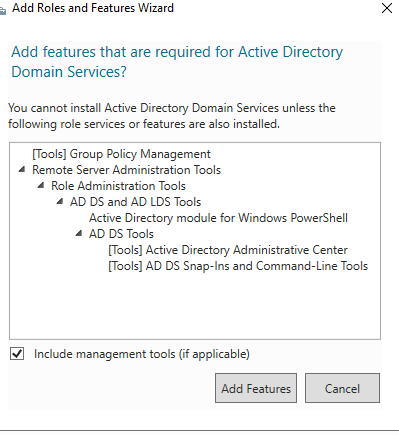 Add Roles and Features Wizard
Add features that are required for Active Directory
Domain Services?
You cannot install Active Directory Domain Services unless the
following role services or features are also installed.
[Tools] Group Policy Management
Remote Server Administration Tools
Role Administration Tools
AD DS and AD LDS Tools
Active Directory module for Windows PowerShell
AD DS Tools
[Tools] Active Directory Administrative Center
[Tools] AD DS Snap-Ins and Command-Line Tools
Include management tools (if applicable)
Add Features
Cancel